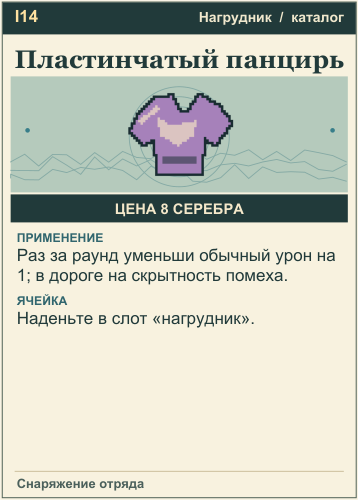 I14
Нагрудник / каталог
Пластинчатый панцирь
ЦЕНА 8 СЕРЕБРА
ПРИМЕНЕНИЕ
Раз за раунд уменьши обычный урон на
1; в дороге на скрытность помеха.
ЯЧЕЙКА
Наденьте в слот «нагрудник».
Снаряжение отряда